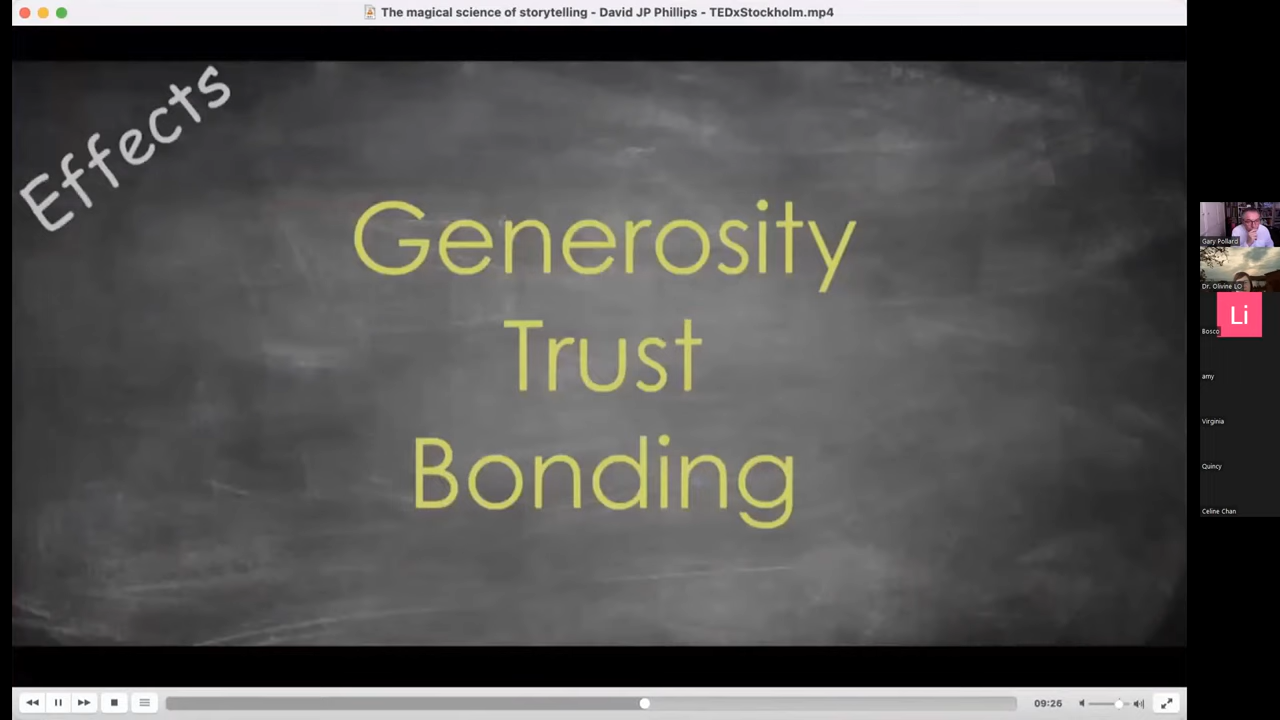 The magical science of storytelling - David JP Phillips - TEDxStockholm.mp4
Effects
Generosity
Trust
Bonding
Gary Pollard
Dr. Olivine LO
Li
Bosco
amy
Virginia
Quincy
Celine Chan
09:26